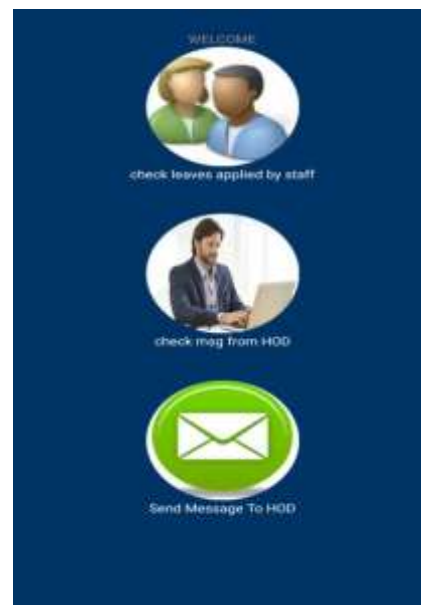 WELCOME
check leaves applied by staff
check msg from HOD
Send Message To HOD